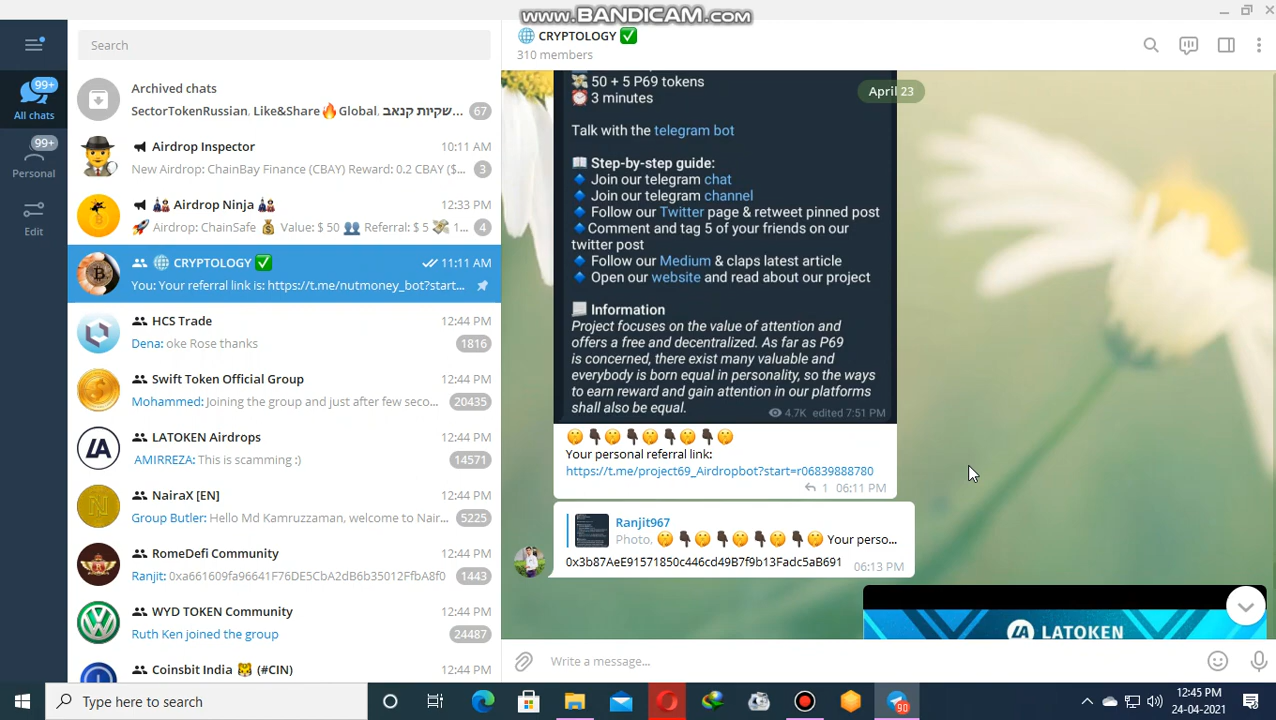 www.BANDICAM.com
Search
99+
All chats
99+
Personal
Edit
Archived chats
SectorTokenRussian, Like&Share🔥Global, שקיות קנאב...
67
Airdrop Inspector
10:11 AM
New Airdrop: ChainBay Finance (CBAY) Reward: 0.2 CBAY ($...
3
Airdrop Ninja
12:33 PM
🚀 Airdrop: ChainSafe 💰 Value: $ 50 👥 Referral: $ 5 💸 1...
4
🌐 CRYPTOLOGY ✅
11:11 AM
You: Your referral link is: https://t.me/nutmoney_bot?start...
HCS Trade
12:44 PM
Dena: oke Rose thanks
1816
Swift Token Official Group
12:44 PM
Mohammed: Joining the group and just after few seco...
20435
LATOKEN Airdrops
12:44 PM
AMIRREZA: This is scamming :)
14571
NairaX [EN]
12:44 PM
Group Butler: Hello Md Kamruzzaman, welcome to Nair...
5225
RomeDefi Community
12:44 PM
Ranjit: 0xa661609fa96641F76DE5CbA2dB6b35012FfbA8f0
1443
WYD TOKEN Community
12:44 PM
Ruth Ken joined the group
24487
Coinsbit India 🐯 (#CIN)
12:44 PM
🌐 CRYPTOLOGY ✅
310 members
April 23
💸 50 + 5 P69 tokens
⏰ 3 minutes
Talk with the telegram bot
📖 Step-by-step guide:
🔹 Join our telegram chat
🔹 Join our telegram channel
🔹 Follow our Twitter page & retweet pinned post
🔹Comment and tag 5 of your friends on our
twitter post
🔹 Follow our Medium & claps latest article
🔹 Open our website and read about our project
📃 Information
Project focuses on the value of attention and
offers a free and decentralized. As far as P69
is concerned, there exist many valuable and
everybody is born equal in personality, so the ways
to earn reward and gain attention in our platforms
shall also be equal.
4.7K edited 7:51 PM
🤫👇🏿🤫👇🏿🤫👇🏿🤫👇🏿🤫
Your personal referral link:
https://t.me/project69_Airdropbot?start=r06839888780
1 06:11 PM
Ranjit967
Photo, 🤫👇🏿🤫👇🏿🤫👇🏿🤫👇🏿🤫 Your perso...
0x3b87AeE91571850c446cd49B7f9b13Fadc5aB691
06:13 PM
LATOKEN
Write a message...
Type here to search
90
12:45 PM
24-04-2021